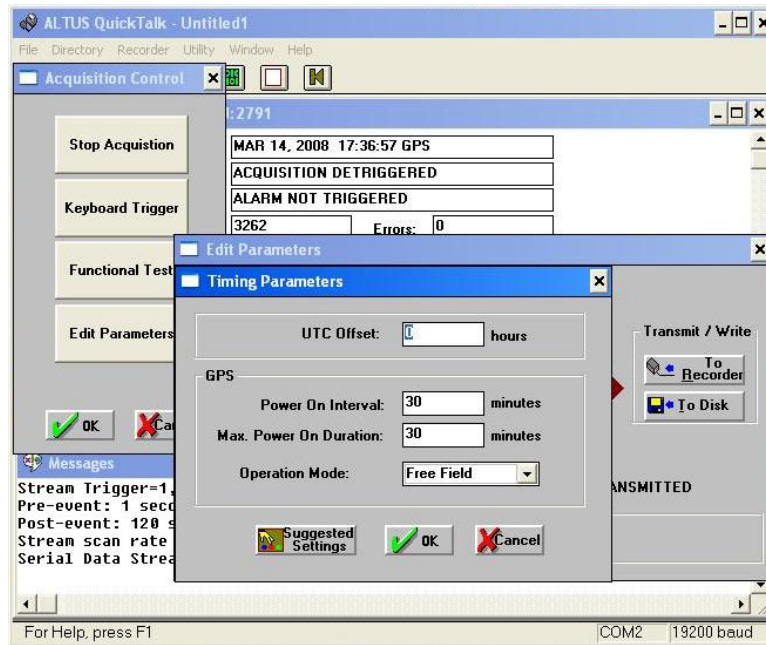 ALTUS QuickTalk - Untitled1
File Directory Recorder Utility Window Help
Acquisition Control
:2791
Stop Acquistion
MAR 14, 2008 17:36:57 GPS
ACQUISITION DETRIGGERED
Keyboard Trigger
ALARM NOT TRIGGERED
3262 Errors: 0
Edit Parameters
Functional Test
Timing Parameters
Edit Parameters
UTC Offset: 0 hours
Transmit / Write
To Recorder
To Disk
GPS
Power On Interval: 30 minutes
Max. Power On Duration: 30 minutes
OK Ca
Operation Mode: Free Field
Messages
Stream Trigger=1,
ANSMITTED
Pre-event: 1 seco
Post-event: 120 s
Stream scan rate
Serial Data Strea
Suggested Settings OK Cancel
For Help, press F1 COM2 19200 baud